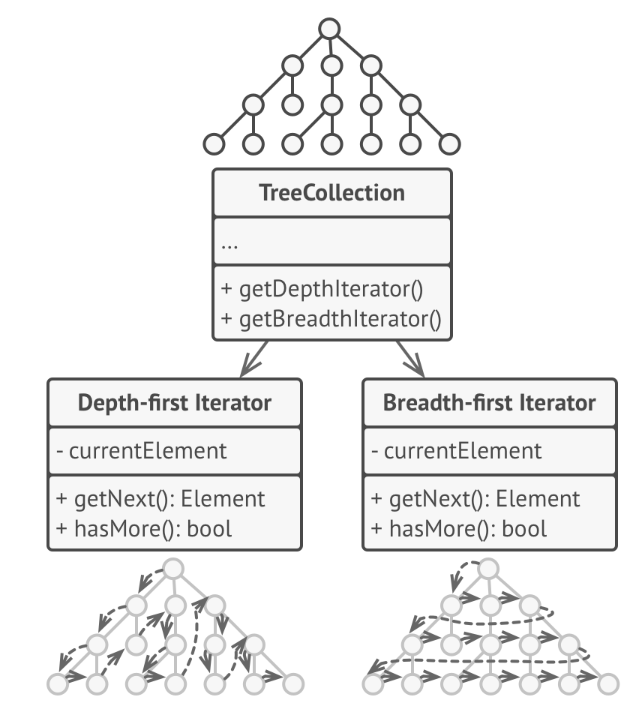 TreeCollection
...
+ getDepthIterator()
+ getBreadthIterator()
Depth-first Iterator
- currentElement
+ getNext(): Element
+ hasMore(): bool
Breadth-first Iterator
- currentElement
+ getNext(): Element
+ hasMore(): bool